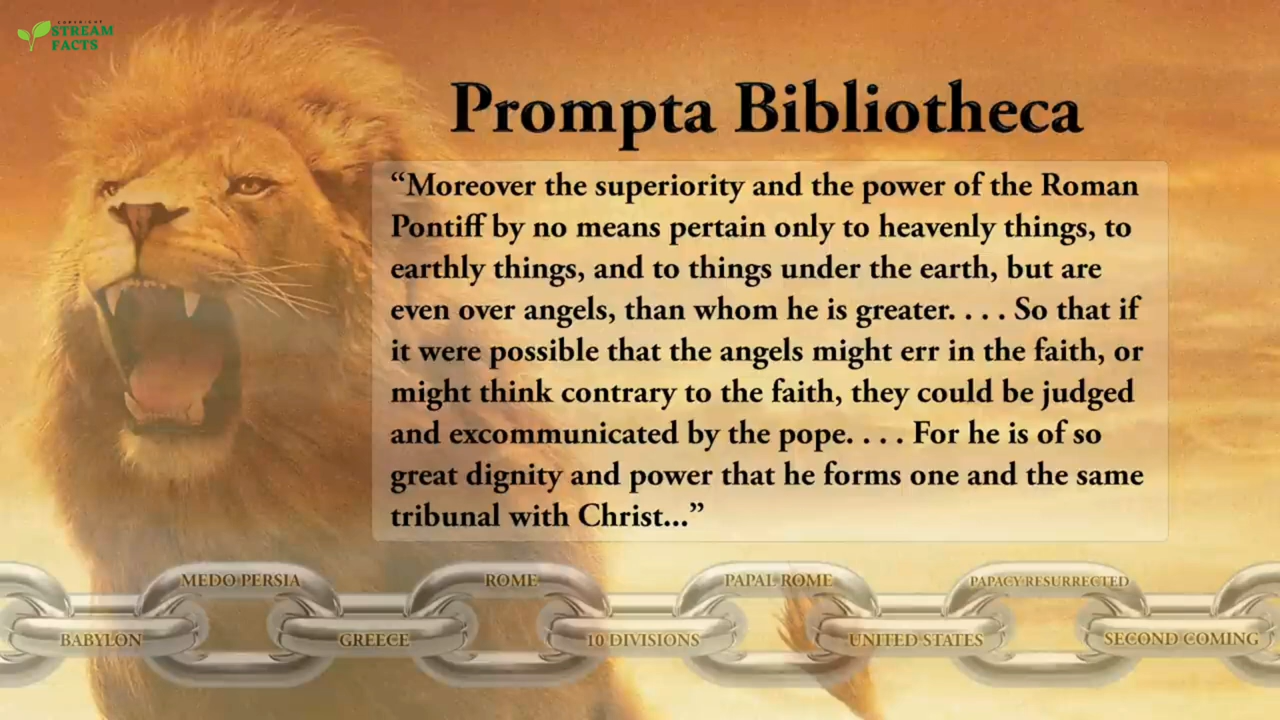 COPYRIGHT
STREAM
FACTS
Prompta Bibliotheca
“Moreover the superiority and the power of the Roman
Pontiff by no means pertain only to heavenly things, to
earthly things, and to things under the earth, but are
even over angels, than whom he is greater. . . . So that if
it were possible that the angels might err in the faith, or
might think contrary to the faith, they could be judged
and excommunicated by the pope. . . . For he is of so
great dignity and power that he forms one and the same
tribunal with Christ...”
MEDO PERSIA ROME PAPAL ROME PAPACY RESURRECTED
BABYLON GREECE 10 DIVISIONS UNITED STATES SECOND COMING